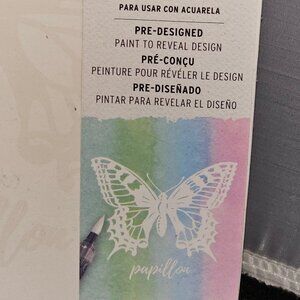 PARA USAR CON ACUARELA
PRE-DESIGNED
PAINT TO REVEAL DESIGN
PRÉ-CONÇU
PEINTURE POUR RÉVÉLER LE DESIGN
PRE-DISEÑADO
PINTAR PARA REVELAR EL DISEÑO
papillon